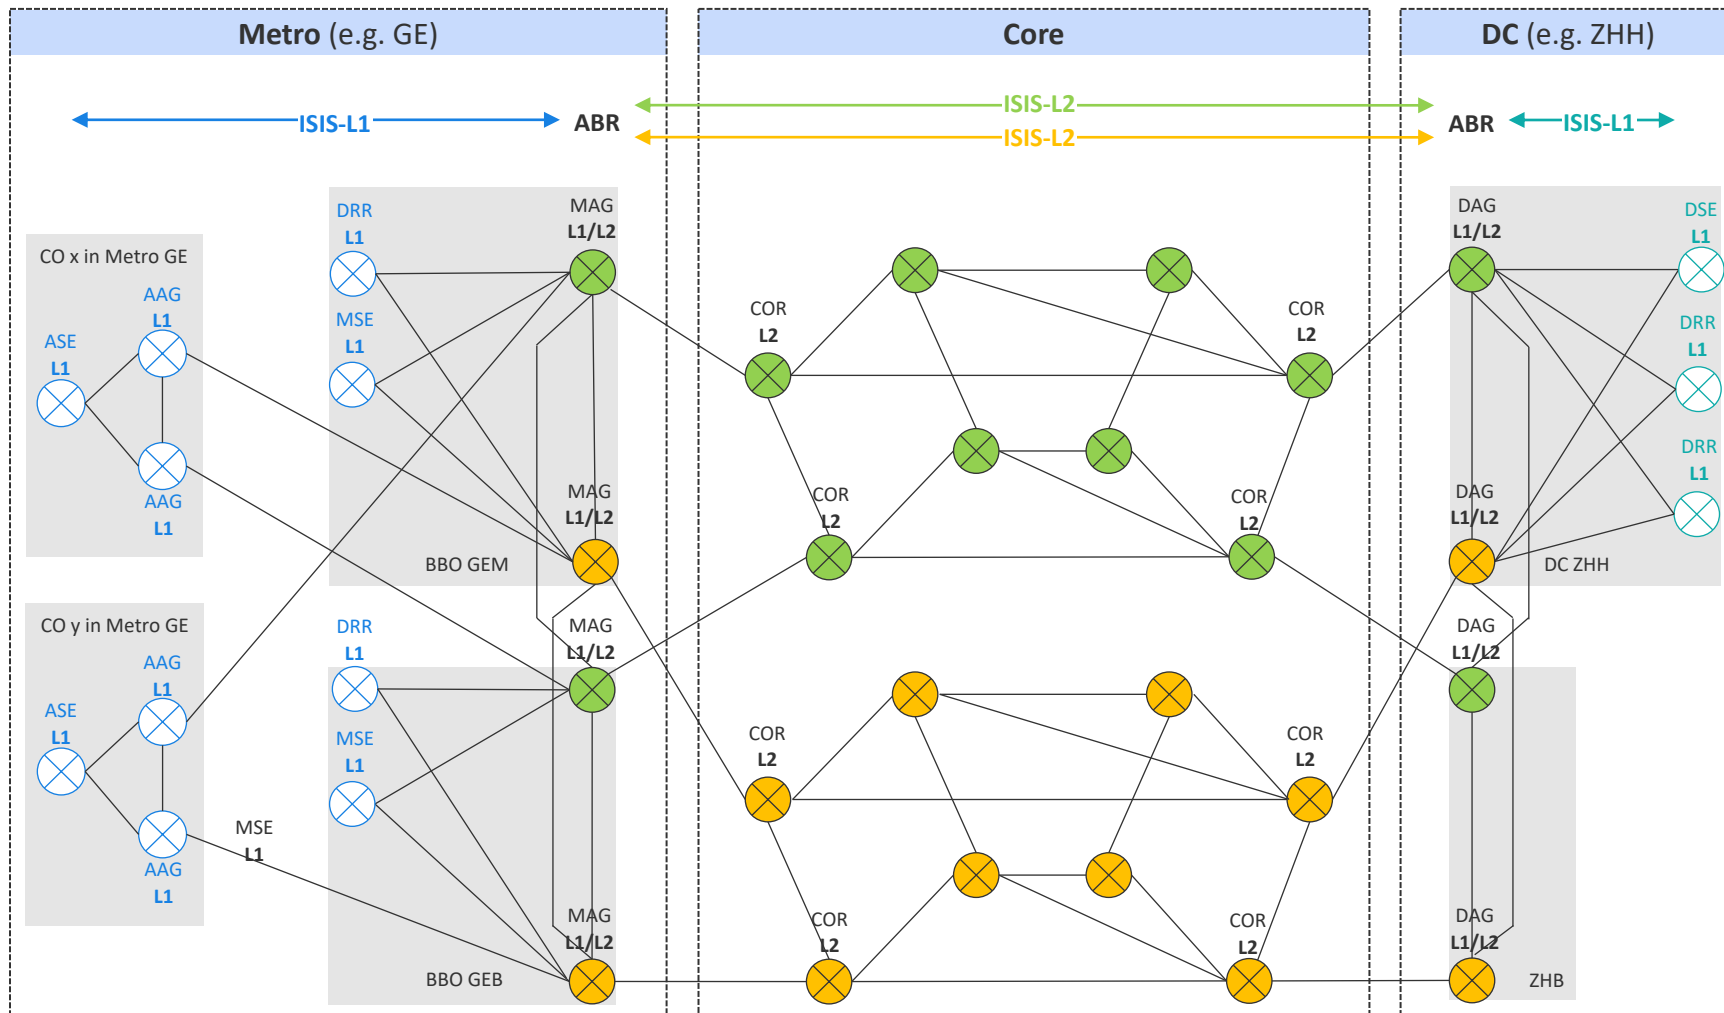 Metro (e.g. GE)
Core
DC (e.g. ZHH)
ISIS-L1
ABR
ISIS-L2
ISIS-L2
ABR
ISIS-L1
CO x in Metro GE
AAG
L1
ASE
L1
AAG
L1
DRR
L1
MSE
L1
MAG
L1/L2
MAG
L1/L2
BBO GEM
CO y in Metro GE
AAG
L1
ASE
L1
AAG
L1
MSE
L1
DRR
L1
MSE
L1
MAG
L1/L2
MAG
L1/L2
BBO GEB
COR
L2
COR
L2
COR
L2
COR
L2
COR
L2
COR
L2
COR
L2
COR
L2
DAG
L1/L2
DSE
L1
DRR
L1
DRR
L1
DAG
L1/L2
DC ZHH
DAG
L1/L2
DAG
L1/L2
ZHB